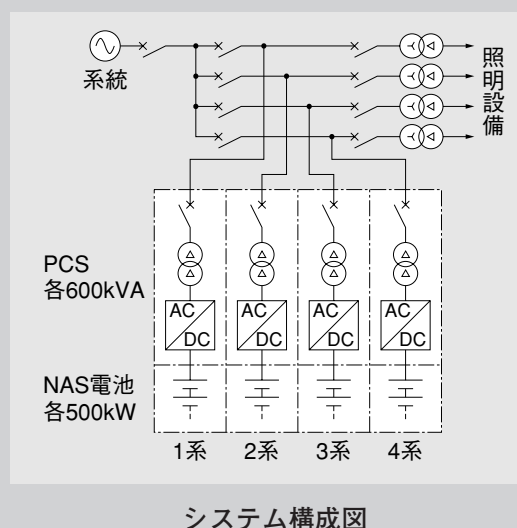 系統
照明設備
PCS
各600kVA
AC
DC
AC
DC
AC
DC
AC
DC
NAS電池
各500kW
1系
2系
3系
4系
システム構成図